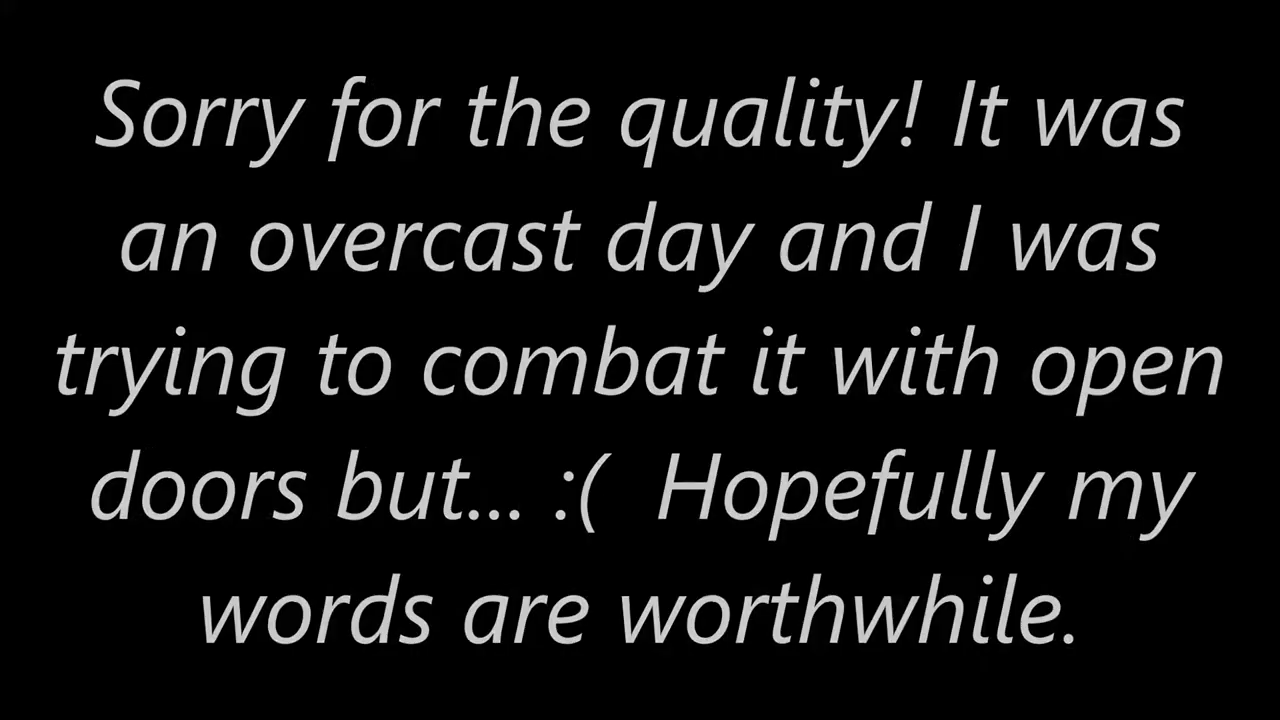 Sorry for the quality! It was
an overcast day and I was
trying to combat it with open
doors but... :(  Hopefully my
words are worthwhile.